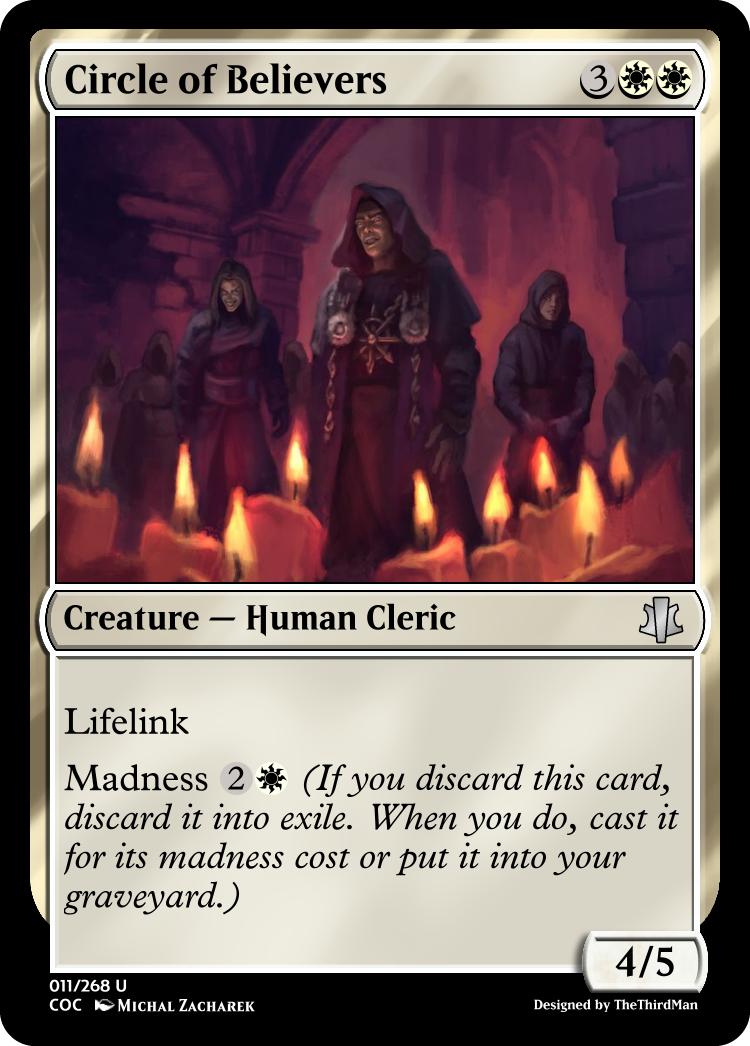 Circle of Believers 3
Creature — Human Cleric
Lifelink
Madness 2 (If you discard this card,
discard it into exile. When you do, cast it
for its madness cost or put it into your
graveyard.)
4/5
011/268 U
COC MICHAL ZACHAREK
Designed by TheThirdMan